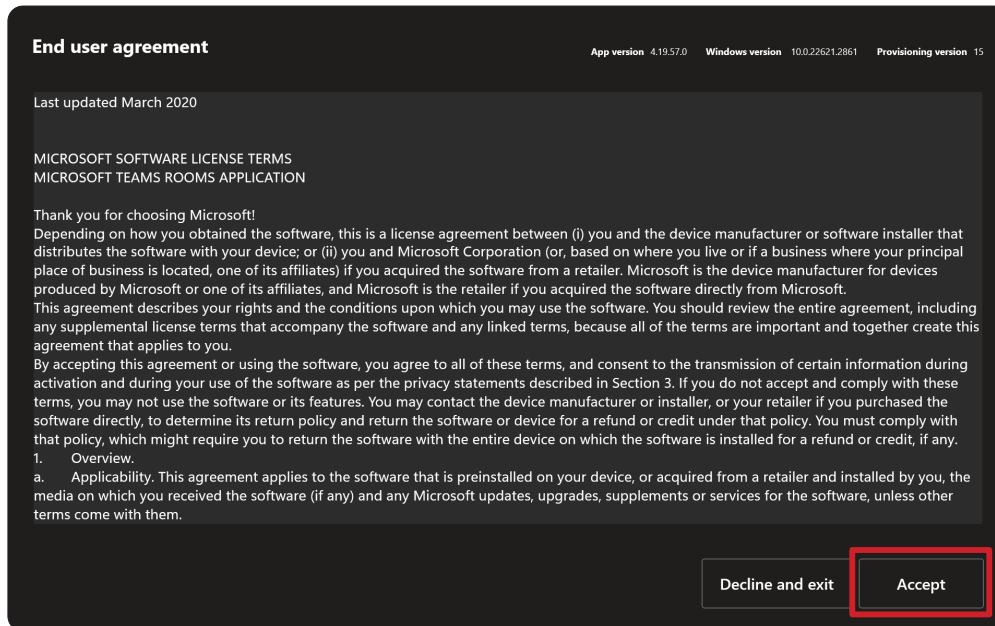 End user agreement
App version 4.19.57.0 Windows version 10.0.22621.2861 Provisioning version 15
Last updated March 2020
MICROSOFT SOFTWARE LICENSE TERMS
MICROSOFT TEAMS ROOMS APPLICATION
Thank you for choosing Microsoft!
Depending on how you obtained the software, this is a license agreement between (i) you and the device manufacturer or software installer that
distributes the software with your device; or (ii) you and Microsoft Corporation (or, based on where you live or if a business where your principal
place of business is located, one of its affiliates) if you acquired the software from a retailer. Microsoft is the device manufacturer for devices
produced by Microsoft or one of its affiliates, and Microsoft is the retailer if you acquired the software directly from Microsoft.
This agreement describes your rights and the conditions upon which you may use the software. You should review the entire agreement, including
any supplemental license terms that accompany the software and any linked terms, because all of the terms are important and together create this
agreement that applies to you.
By accepting this agreement or using the software, you agree to all of these terms, and consent to the transmission of certain information during
activation and during your use of the software as per the privacy statements described in Section 3. If you do not accept and comply with these
terms, you may not use the software or its features. You may contact the device manufacturer or installer, or your retailer if you purchased the
software directly, to determine its return policy and return the software or device for a refund or credit under that policy. You must comply with
that policy, which might require you to return the software with the entire device on which the software is installed for a refund or credit, if any.
1. Overview.
a. Applicability. This agreement applies to the software that is preinstalled on your device, or acquired from a retailer and installed by you, the
media on which you received the software (if any) and any Microsoft updates, upgrades, supplements or services for the software, unless other
terms come with them.
Decline and exit Accept